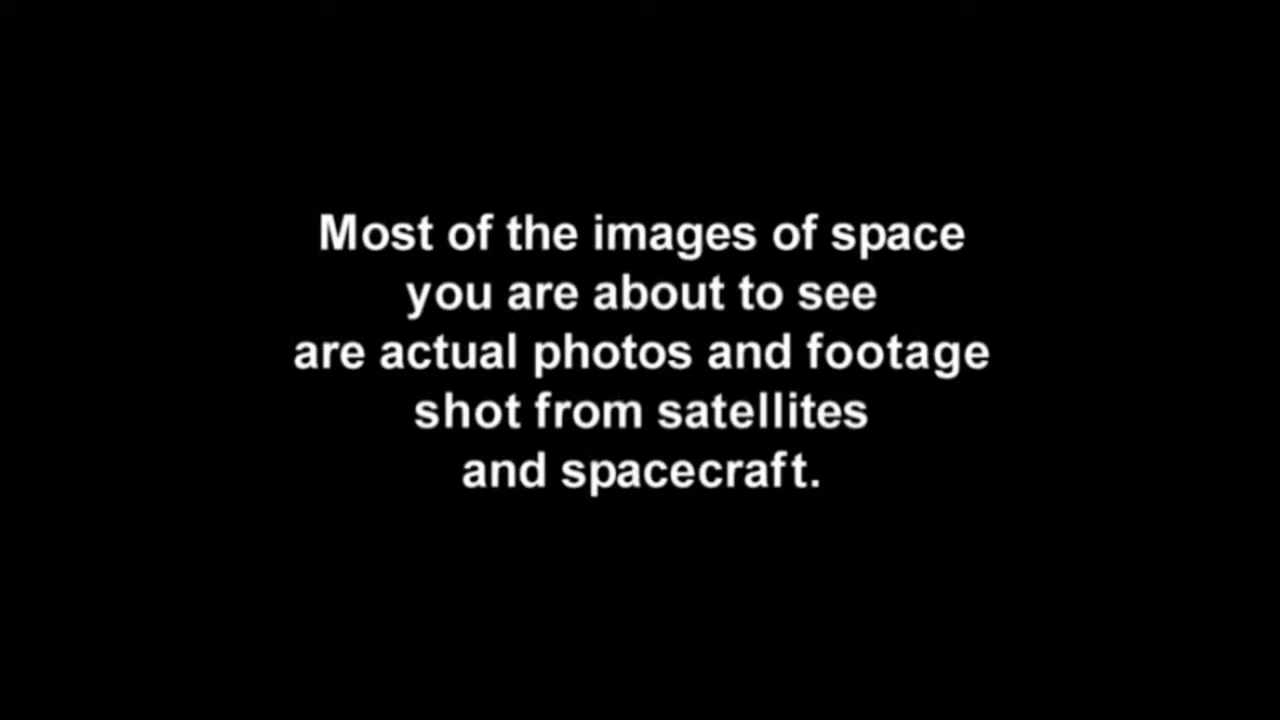 Most of the images of space
you are about to see
are actual photos and footage
shot from satellites
and spacecraft.